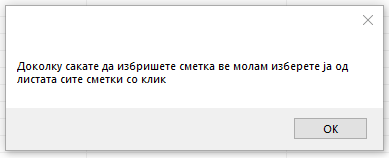 Доколку сакате да избришете сметка ве молам изберете ја од
листата сите сметки со клик
OK